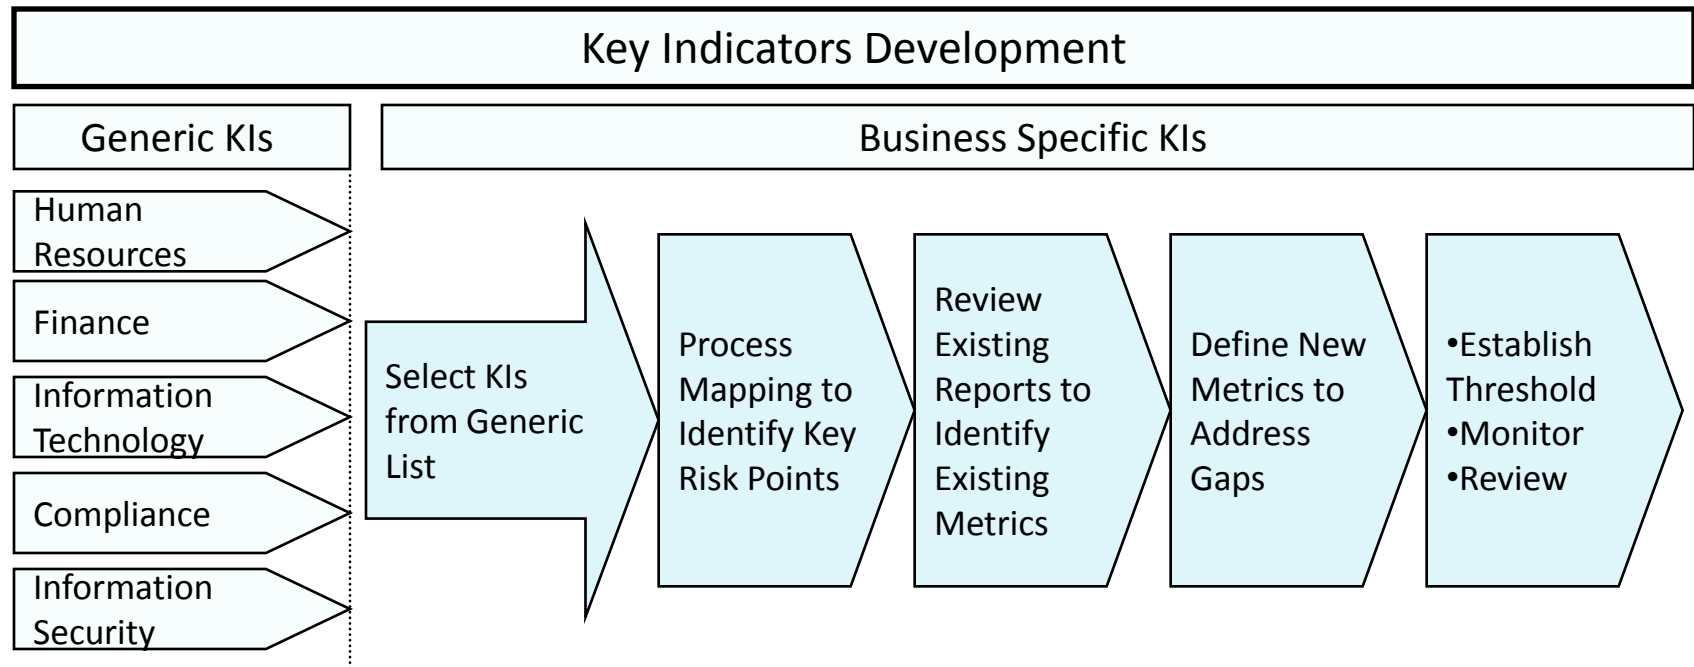 Key Indicators Development
Generic KIs
Business Specific KIs
Human
Resources
Finance
Information
Technology
Compliance
Information
Security
Select KIs
from Generic
List
Process
Mapping to
Identify Key
Risk Points
Review
Existing
Reports to
Identify
Existing
Metrics
Define New
Metrics to
Address
Gaps
•Establish
Threshold
•Monitor
•Review